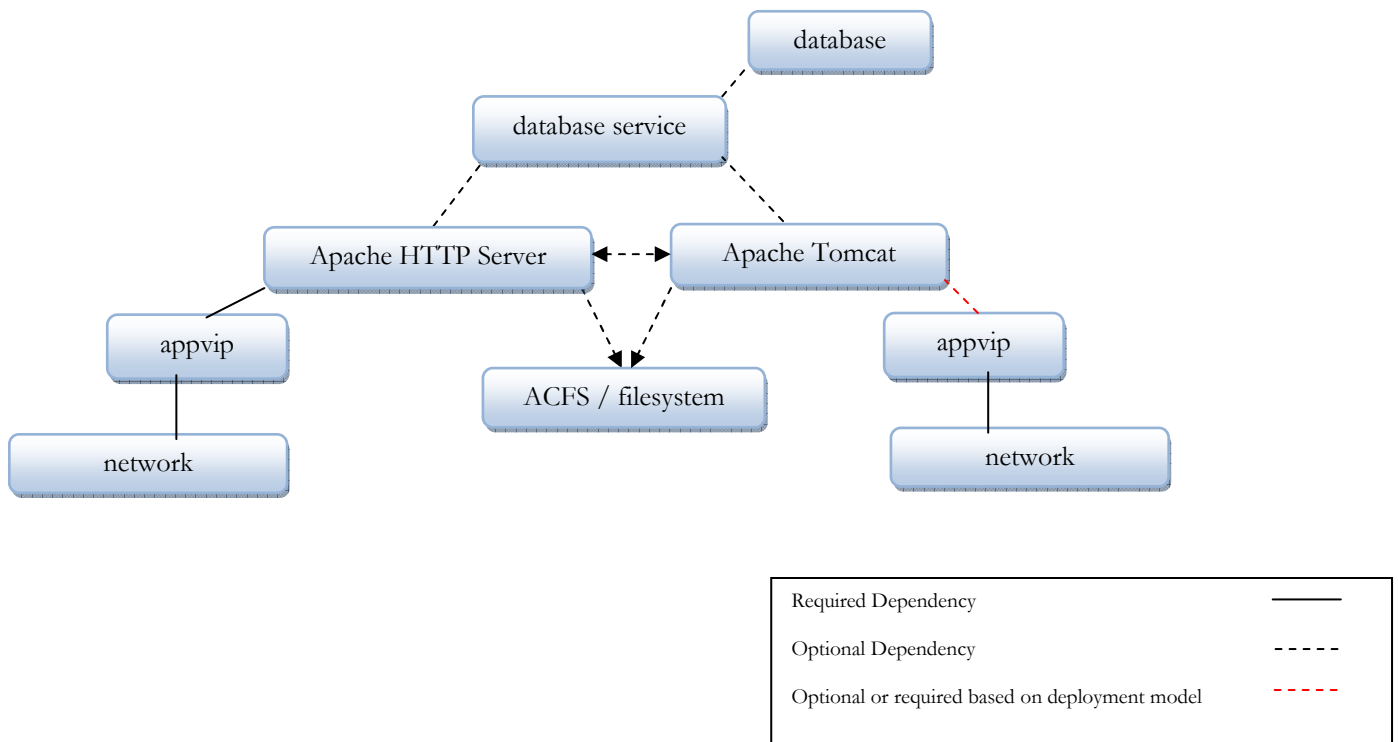 database
database service
Apache HTTP Server
Apache Tomcat
appvip
appvip
ACFS / filesystem
network
network
Required Dependency
Optional Dependency
Optional or required based on deployment model